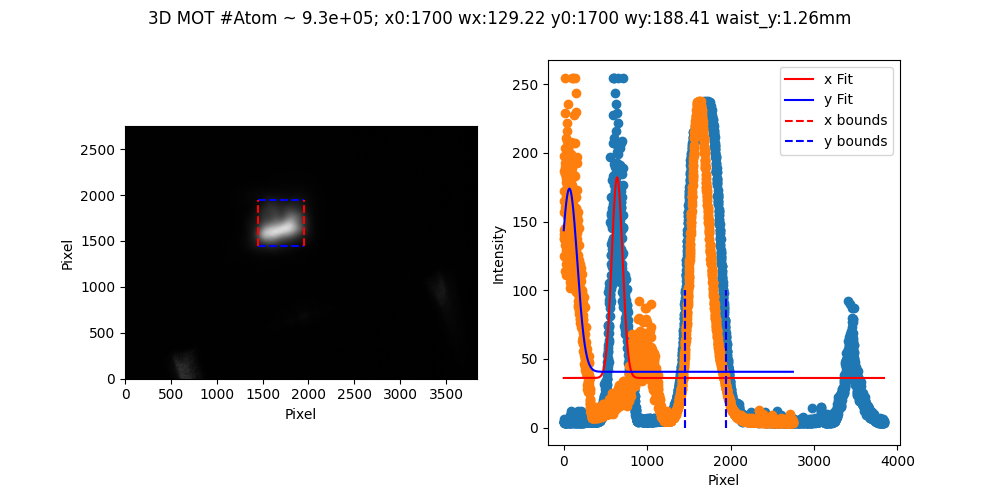 3D MOT #Atom ~ 9.3e+05; x0:1700 wx:129.22 y0:1700 wy:188.41 waist_y:1.26mm
2500
2000
1500
1000
500
0
Pixel
0 500 1000 1500 2000 2500 3000 3500
Pixel
250
200
150
100
50
0
Intensity
0 1000 2000 3000 4000
Pixel
x Fit
y Fit
x bounds
y bounds